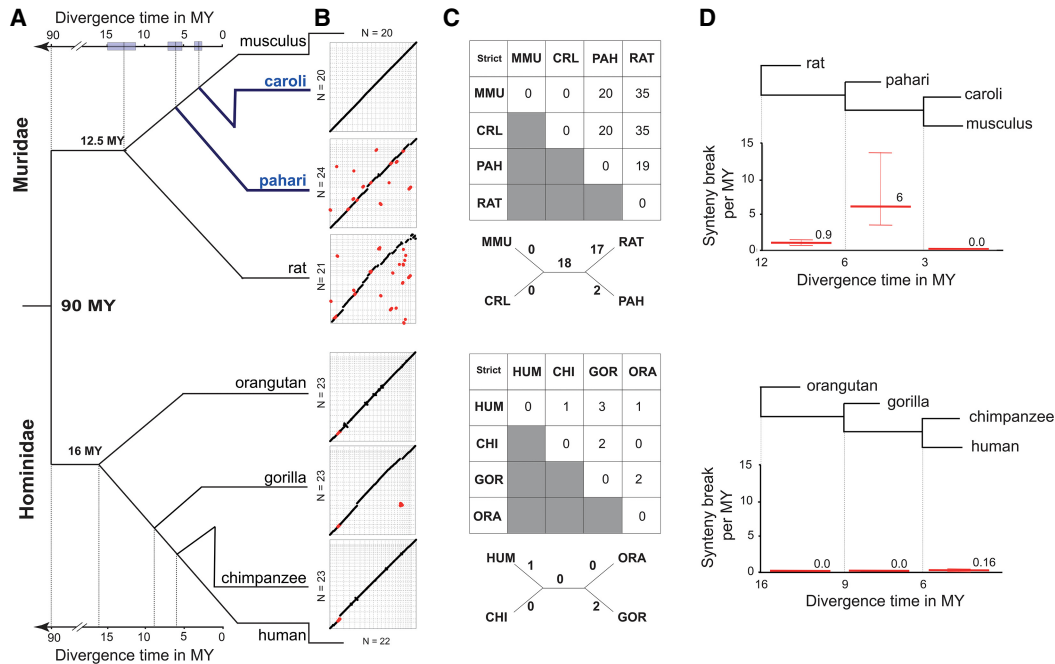 A
Divergence time in MY
90
15
10
5
0
Muridae
12.5 MY
musculus
caroli
pahari
rat
90 MY
Hominidae
16 MY
orangutan
gorilla
chimpanzee
human
90
15
10
5
0
Divergence time in MY
B
N = 20
N = 20
N = 24
N= 21
N = 23
N = 23
N = 23
N = 22
C
Strict MMU CRL PAH RAT
MMU 0 0 20 35
CRL 0 20 35
PAH 0 19
RAT 0
MMU 0 17 RAT
18
CRL 0 2 PAH
Strict HUM CHI GOR ORA
HUM 0 1 3 1
CHI 0 2 0
GOR 0 2
ORA 0
HUM 1 0 ORA
0
CHI 0 2 GOR
D
rat
pahari
caroli
musculus
Synteny break
per MY
15
10
5
0
0.9
6
0.0
12
6
3
Divergence time in MY
orangutan
gorilla
chimpanzee
human
Synteny break
per MY
15
10
5
0
0.0
0.0
0.16
16
9
6
Divergence time in MY